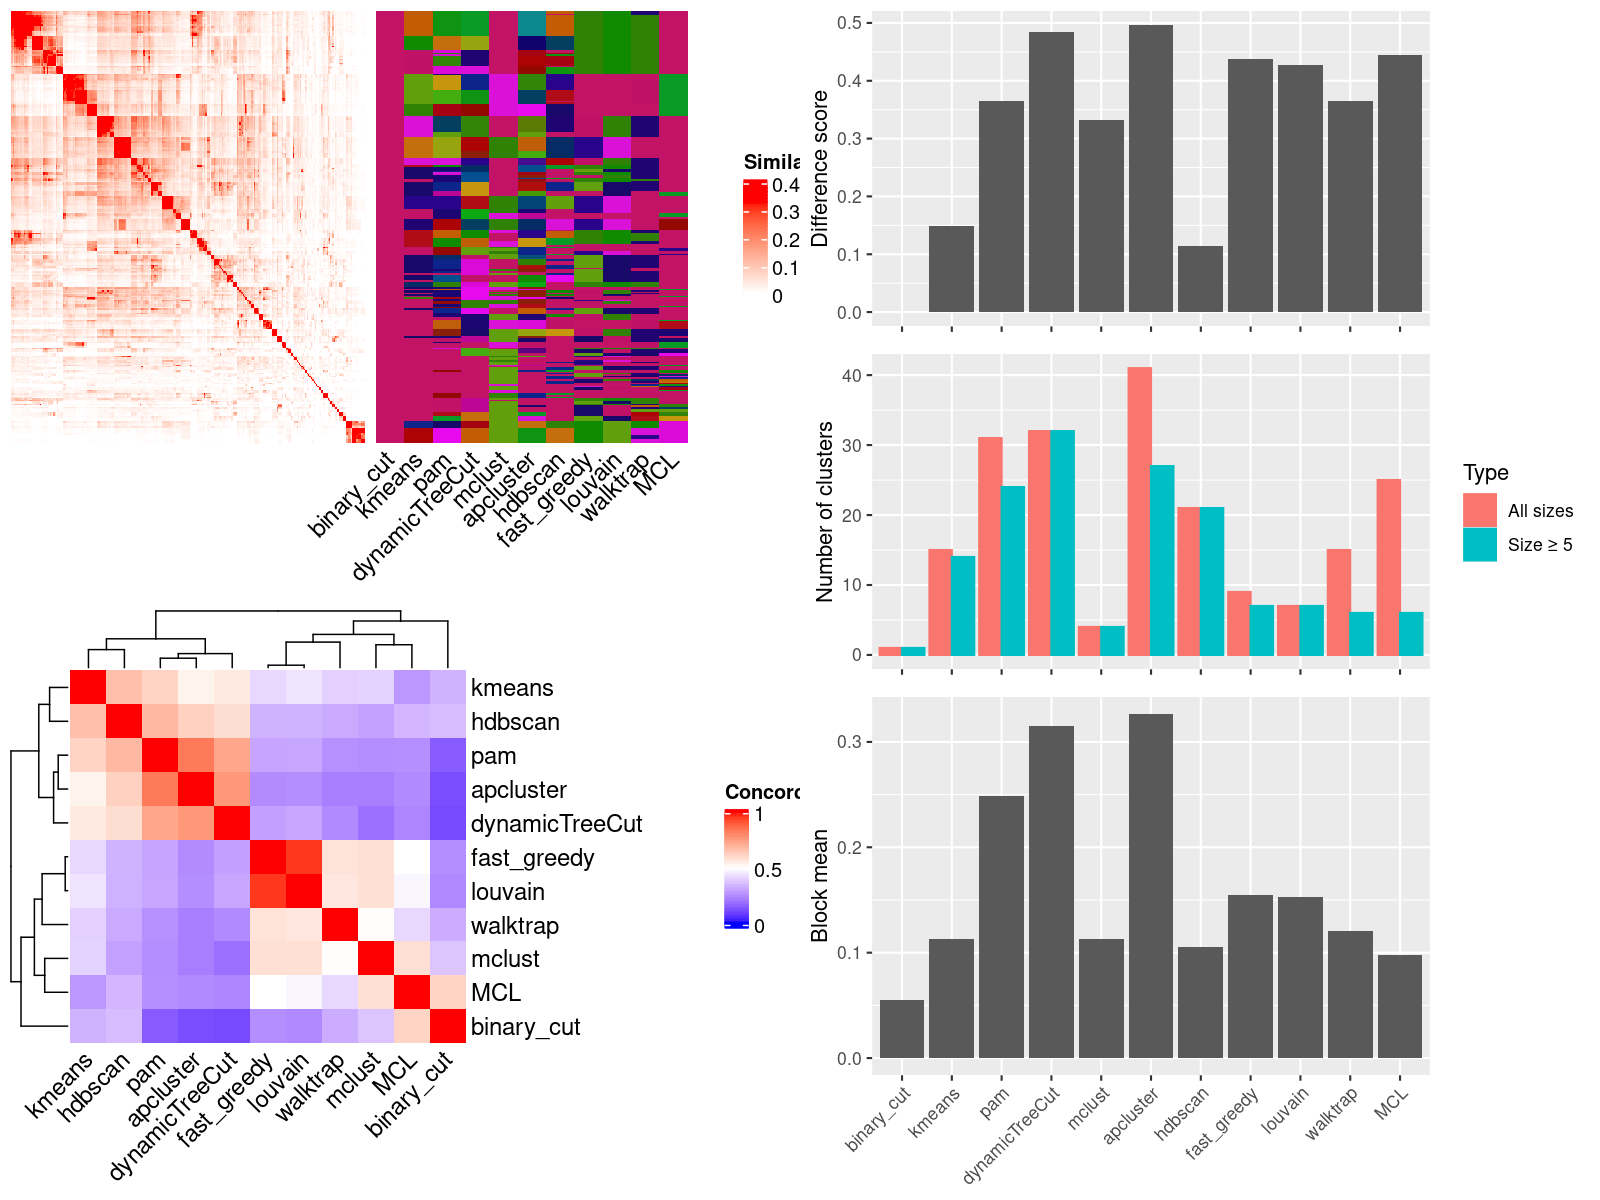 Simila
0.4
0.3
0.2
0.1
0
binary_cut
kmeans
pam
dynamicTreeCut
mclust
apcluster
hdbscan
fast_greedy
louvain
walktrap
MCL
kmeans
hdbscan
pam
apcluster
dynamicTreeCut
fast_greedy
louvain
walktrap
mclust
MCL
binary_cut
kmeans
hdbscan
pam
apcluster
dynamicTreeCut
fast_greedy
louvain
walktrap
mclust
MCL
binary_cut
Concord
1
0.5
0
Difference score
0.5
0.4
0.3
0.2
0.1
0.0
Number of clusters
40
30
20
10
0
Type
All sizes
Size ≥ 5
Block mean
0.3
0.2
0.1
0.0
binary_cut
kmeans
pam
dynamicTreeCut
mclust
apcluster
hdbscan
fast_greedy
louvain
walktrap
MCL